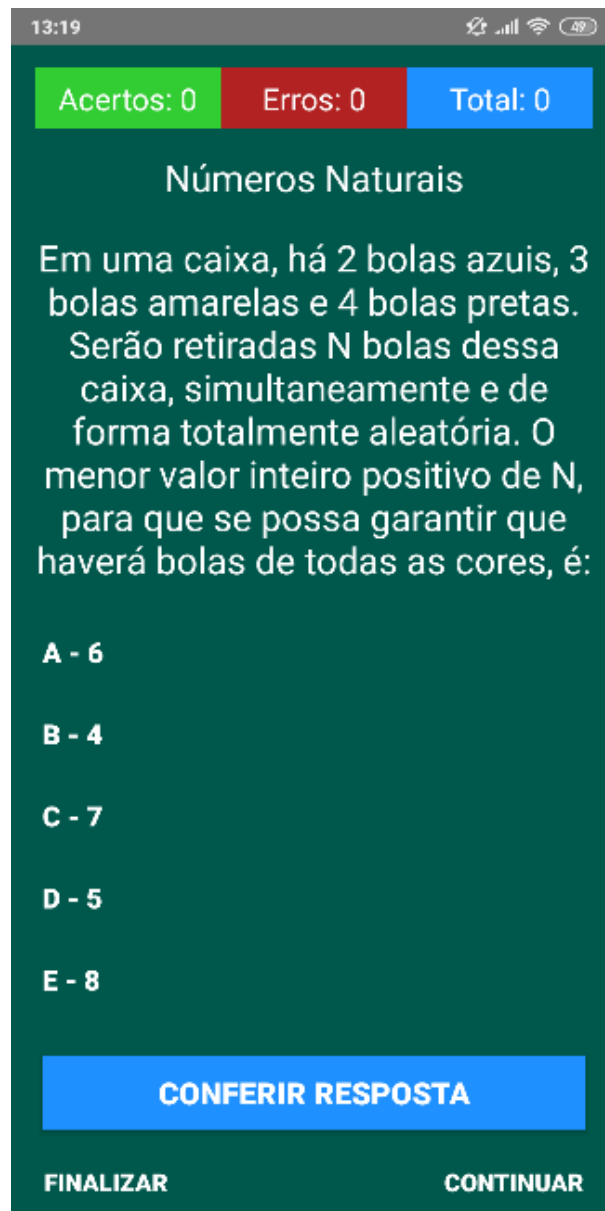 13:19
49
Acertos: 0 Erros: 0 Total: 0
Números Naturais
Em uma caixa, há 2 bolas azuis, 3
bolas amarelas e 4 bolas pretas.
Serão retiradas N bolas dessa
caixa, simultaneamente e de
forma totalmente aleatória. O
menor valor inteiro positivo de N,
para que se possa garantir que
haverá bolas de todas as cores, é:
A - 6
B - 4
C - 7
D - 5
E - 8
CONFERIR RESPOSTA
FINALIZAR CONTINUAR